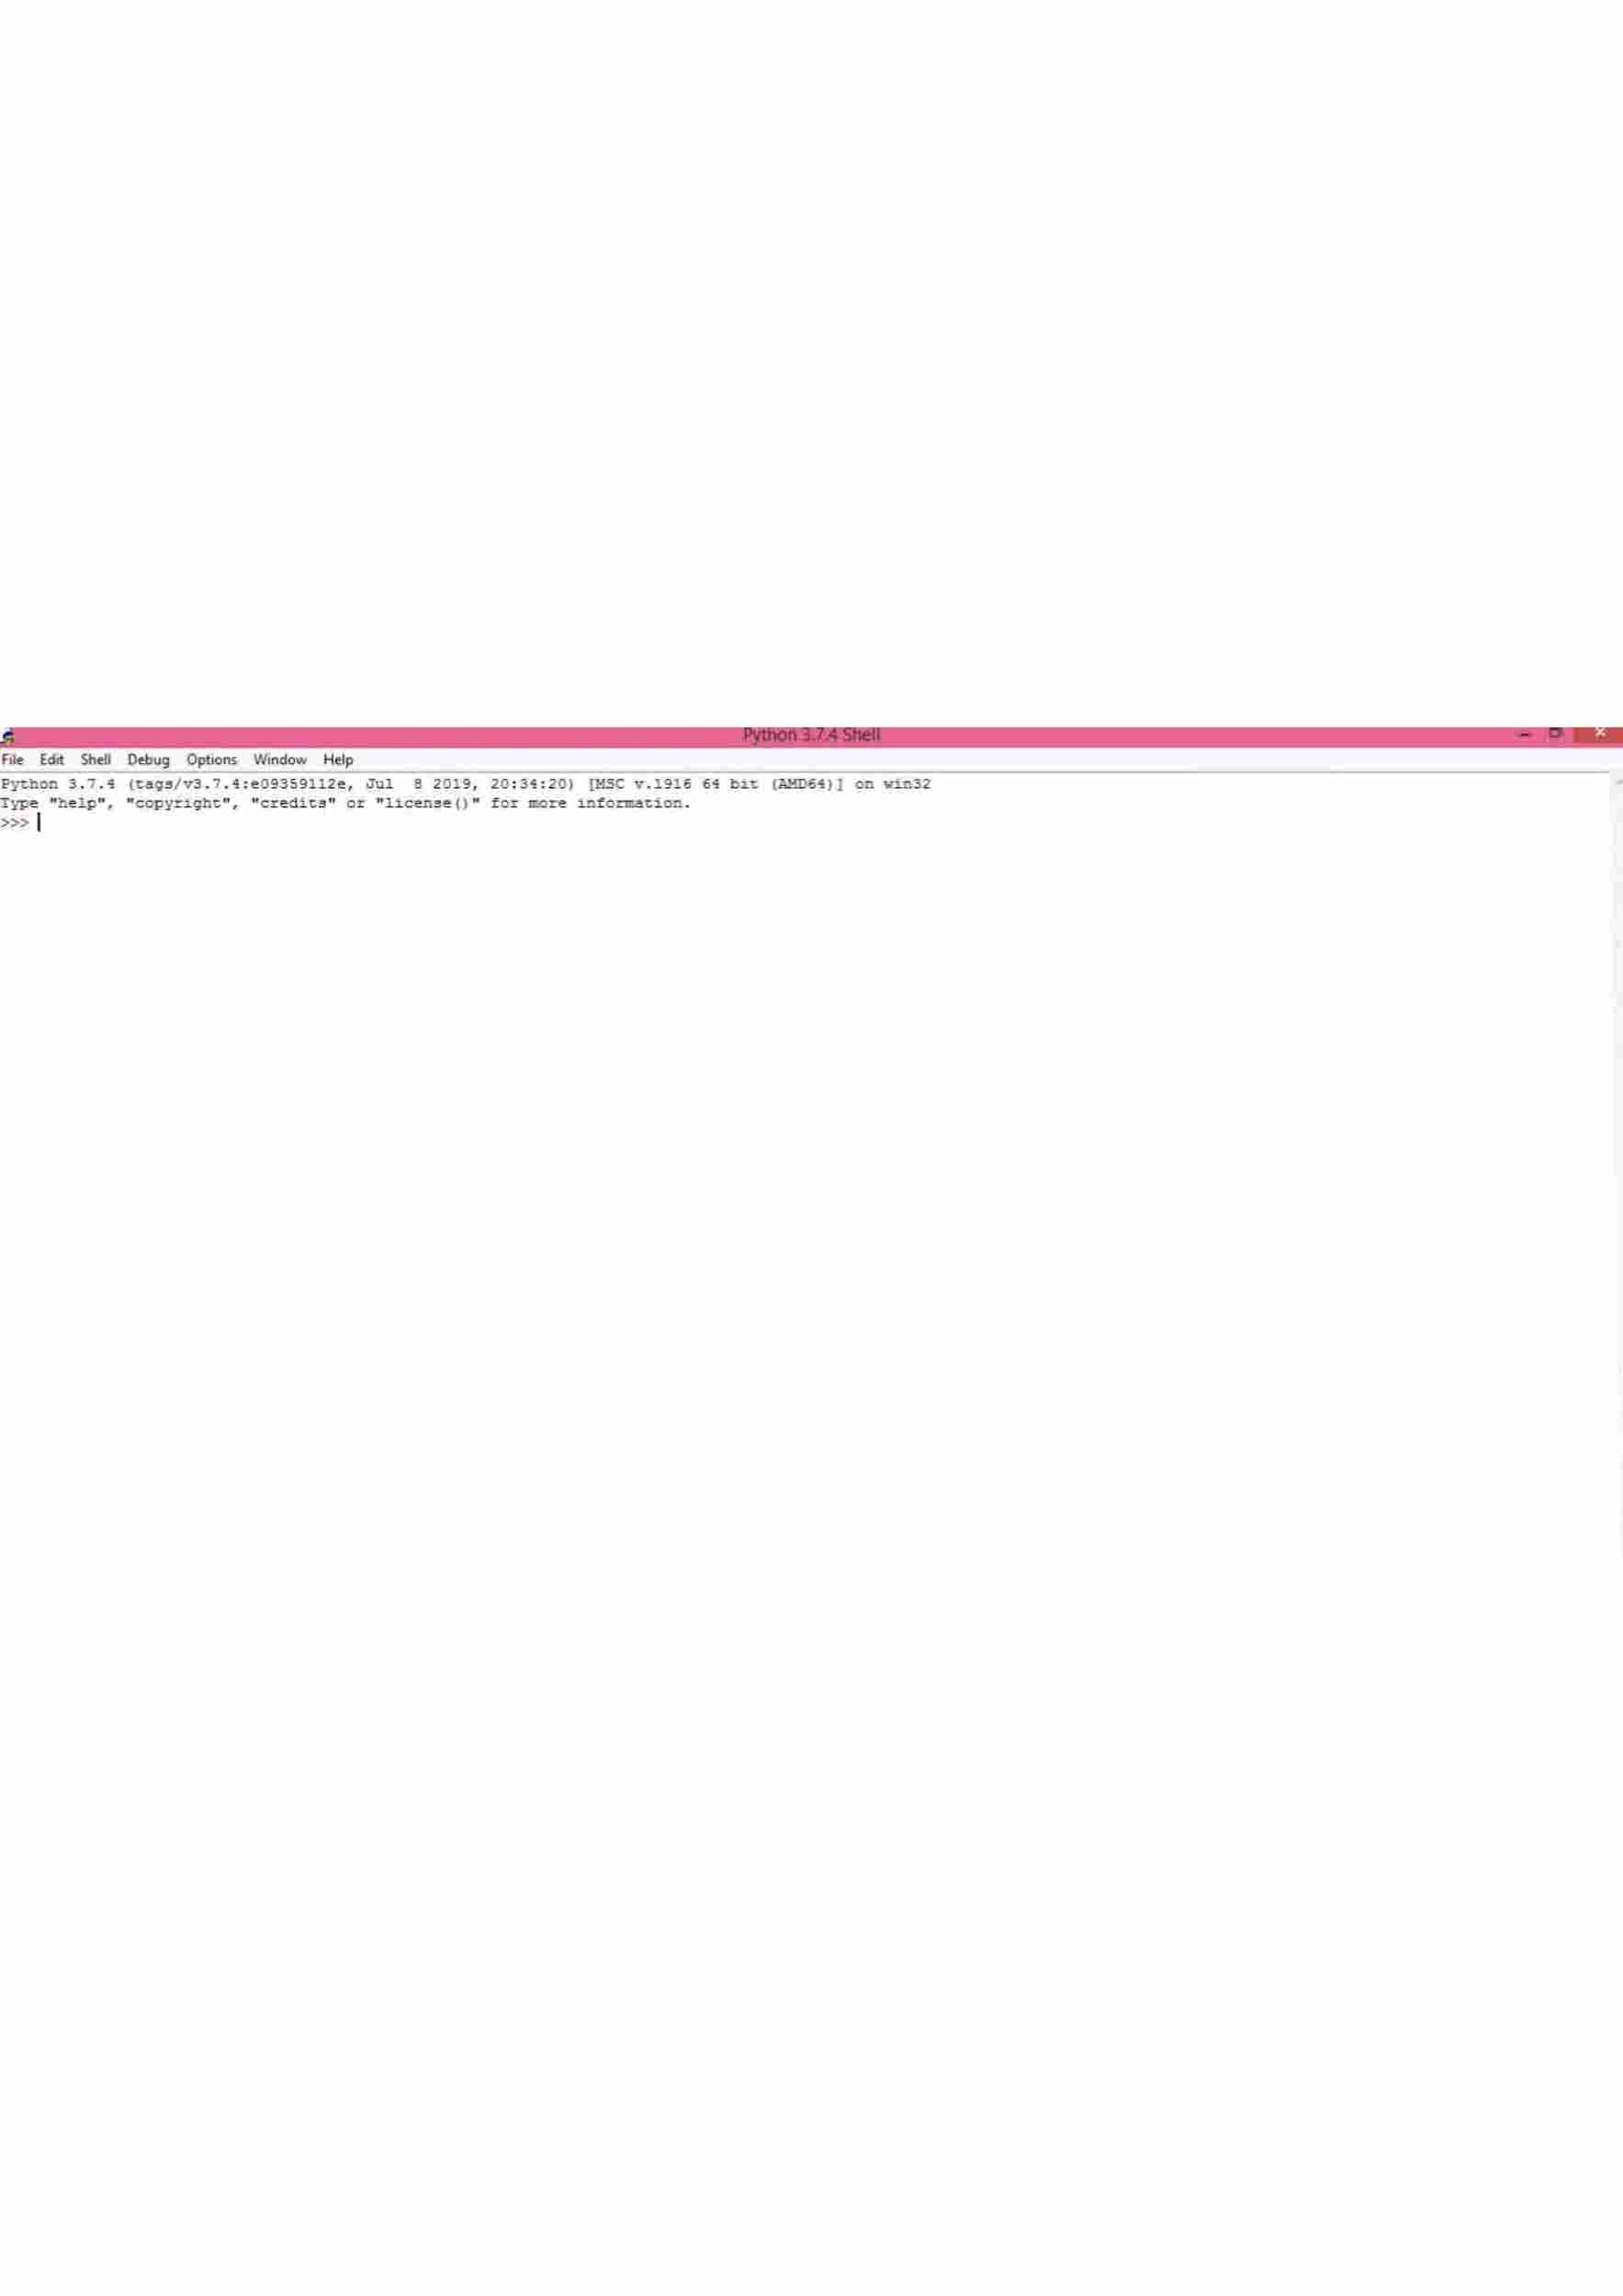 Python 3.7.4 Shell
File Edit Shell Debug Options Window Help
Python 3.7.4 (tags/v3.7.4:e09359112e, Jul  8 2019, 20:34:20) [MSC v.1916 64 bit (AMD64)] on win32
Type "help", "copyright", "credits" or "license()" for more information.
>>>